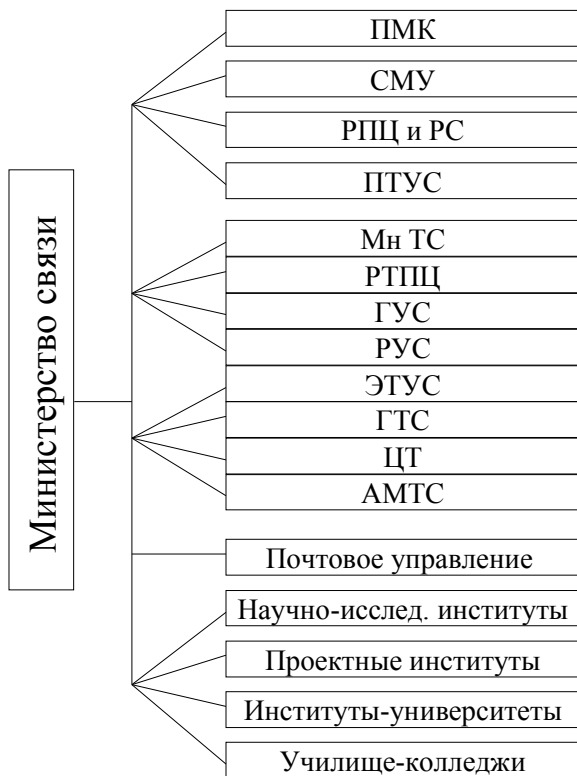 Министерство связи
ПМК
СМУ
РПЦ и РС
ПТУС
Мн ТС
РТПЦ
ГУС
РУС
ЭТУС
ГТС
ЦТ
АМТС
Почтовое управление
Научно-исслед. институты
Проектные институты
Институты-университеты
Училище-колледжи